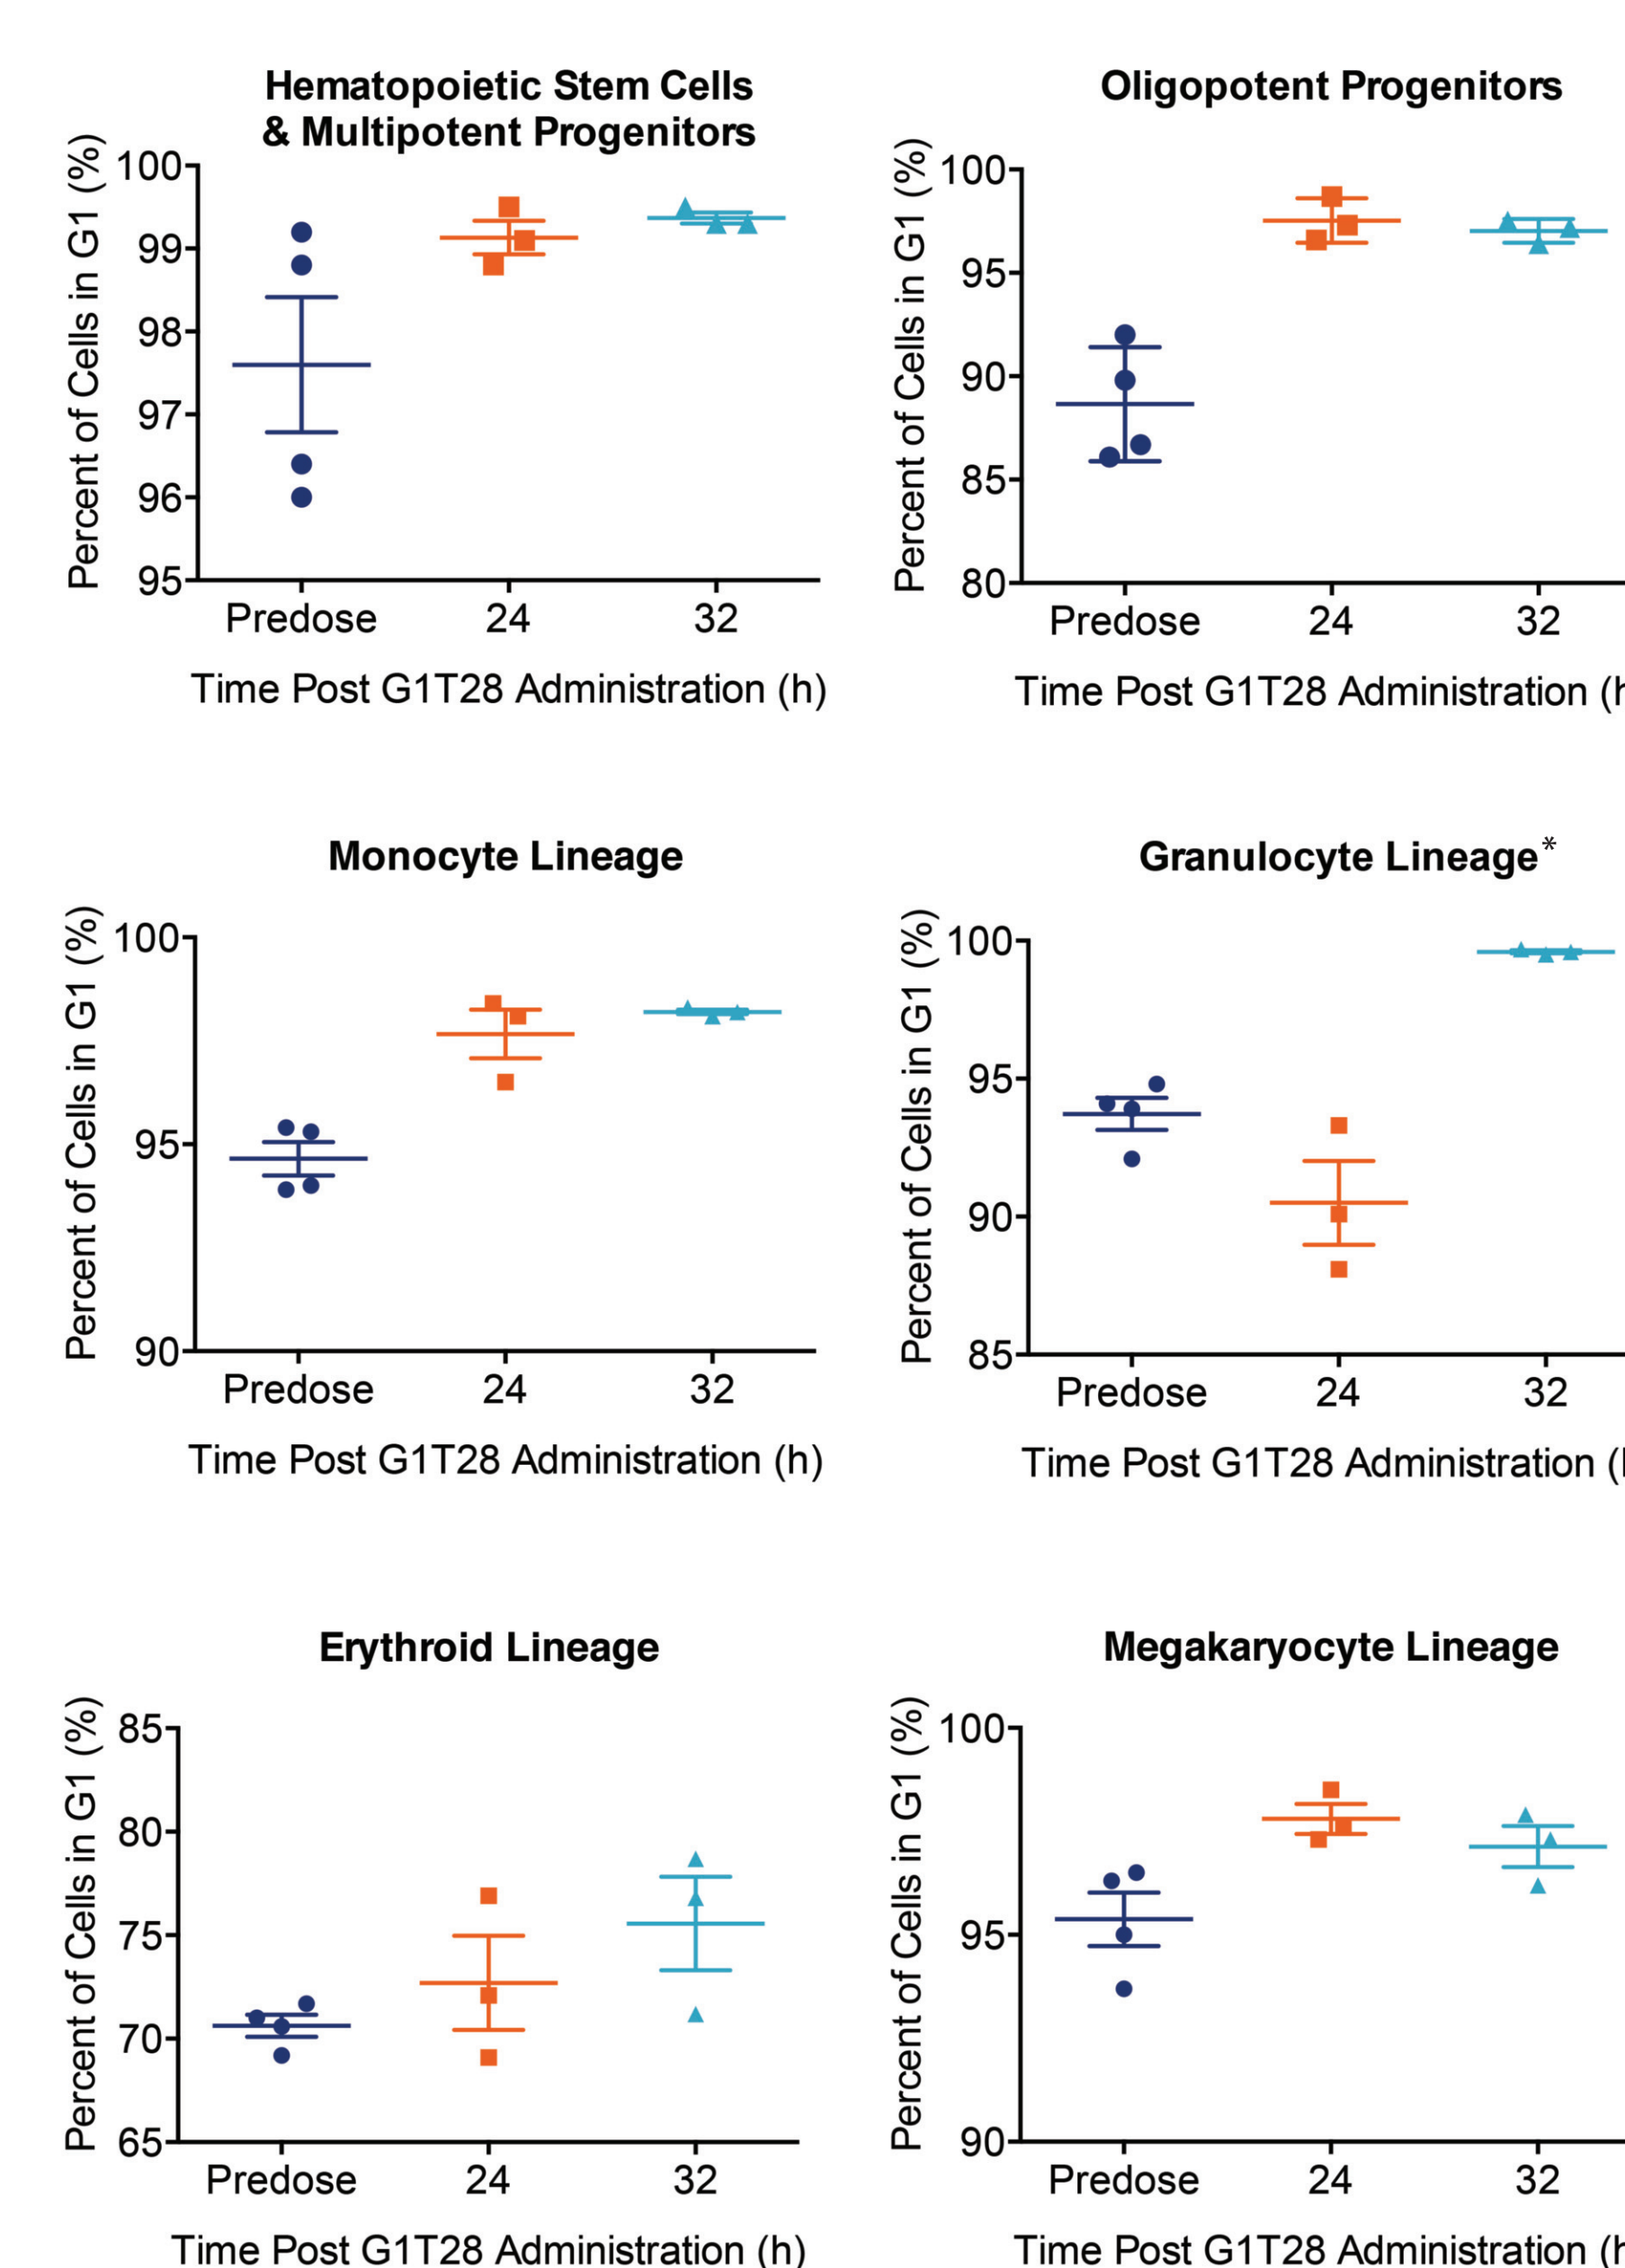 Hematopoietic Stem Cells
& Multipotent Progenitors
Percent of Cells in G1 (%)
100
99
98
97
96
95
Predose 24 32
Time Post G1T28 Administration (h)
Oligopotent Progenitors
Percent of Cells in G1 (%)
100
95
90
85
80
Predose 24 32
Time Post G1T28 Administration (h
Monocyte Lineage
Percent of Cells in G1 (%)
100
95
90
Predose 24 32
Time Post G1T28 Administration (h)
Granulocyte Lineage*
Percent of Cells in G1 (%)
100
95
90
85
Predose 24 32
Time Post G1T28 Administration (
Erythroid Lineage
Percent of Cells in G1 (%)
85
80
75
70
65
Predose 24 32
Time Post G1T28 Administration (h)
Megakaryocyte Lineage
Percent of Cells in G1 (%)
100
95
90
Predose 24 32
Time Post G1T28 Administration (h